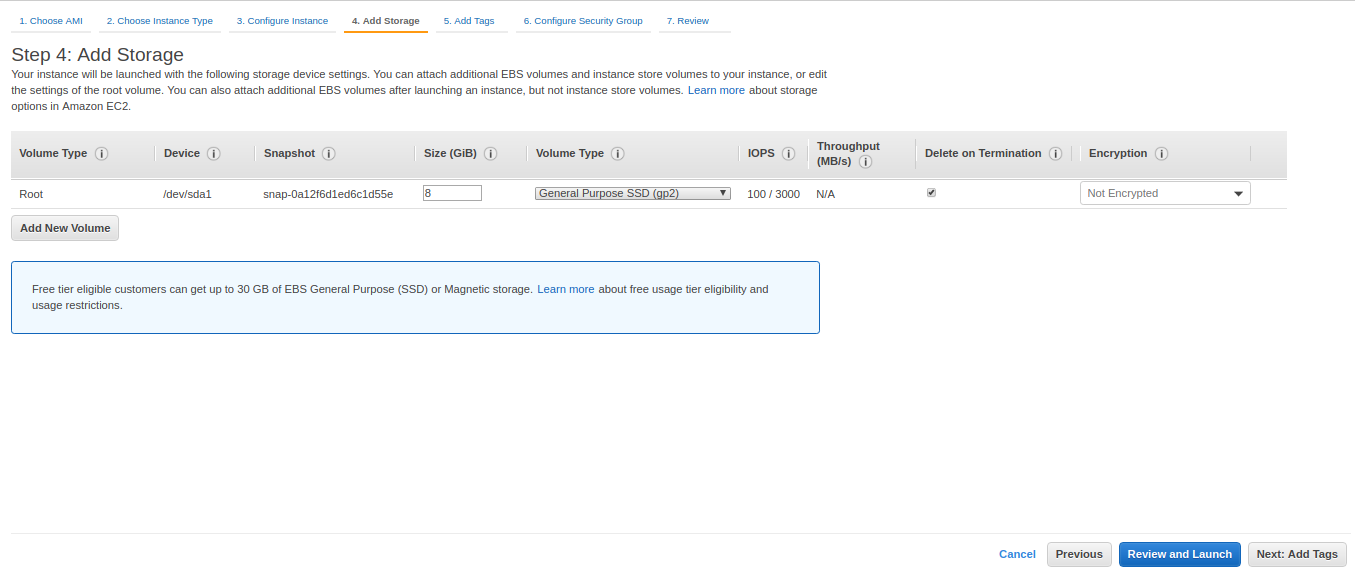 1. Choose AMI 2. Choose Instance Type 3. Configure Instance 4. Add Storage 5. Add Tags 6. Configure Security Group 7. Review
Step 4: Add Storage
Your instance will be launched with the following storage device settings. You can attach additional EBS volumes and instance store volumes to your instance, or edit
the settings of the root volume. You can also attach additional EBS volumes after launching an instance, but not instance store volumes. Learn more about storage
options in Amazon EC2.
Volume Type i Device i Snapshot i Size (GiB) i Volume Type i IOPS i Throughput (MB/s) i Delete on Termination i Encryption i
Root /dev/sda1 snap-0a12f6d1ed6c1d55e 8 General Purpose SSD (gp2) 100 / 3000 N/A Not Encrypted
Add New Volume
Free tier eligible customers can get up to 30 GB of EBS General Purpose (SSD) or Magnetic storage. Learn more about free usage tier eligibility and
usage restrictions.
Cancel Previous Review and Launch Next: Add Tags